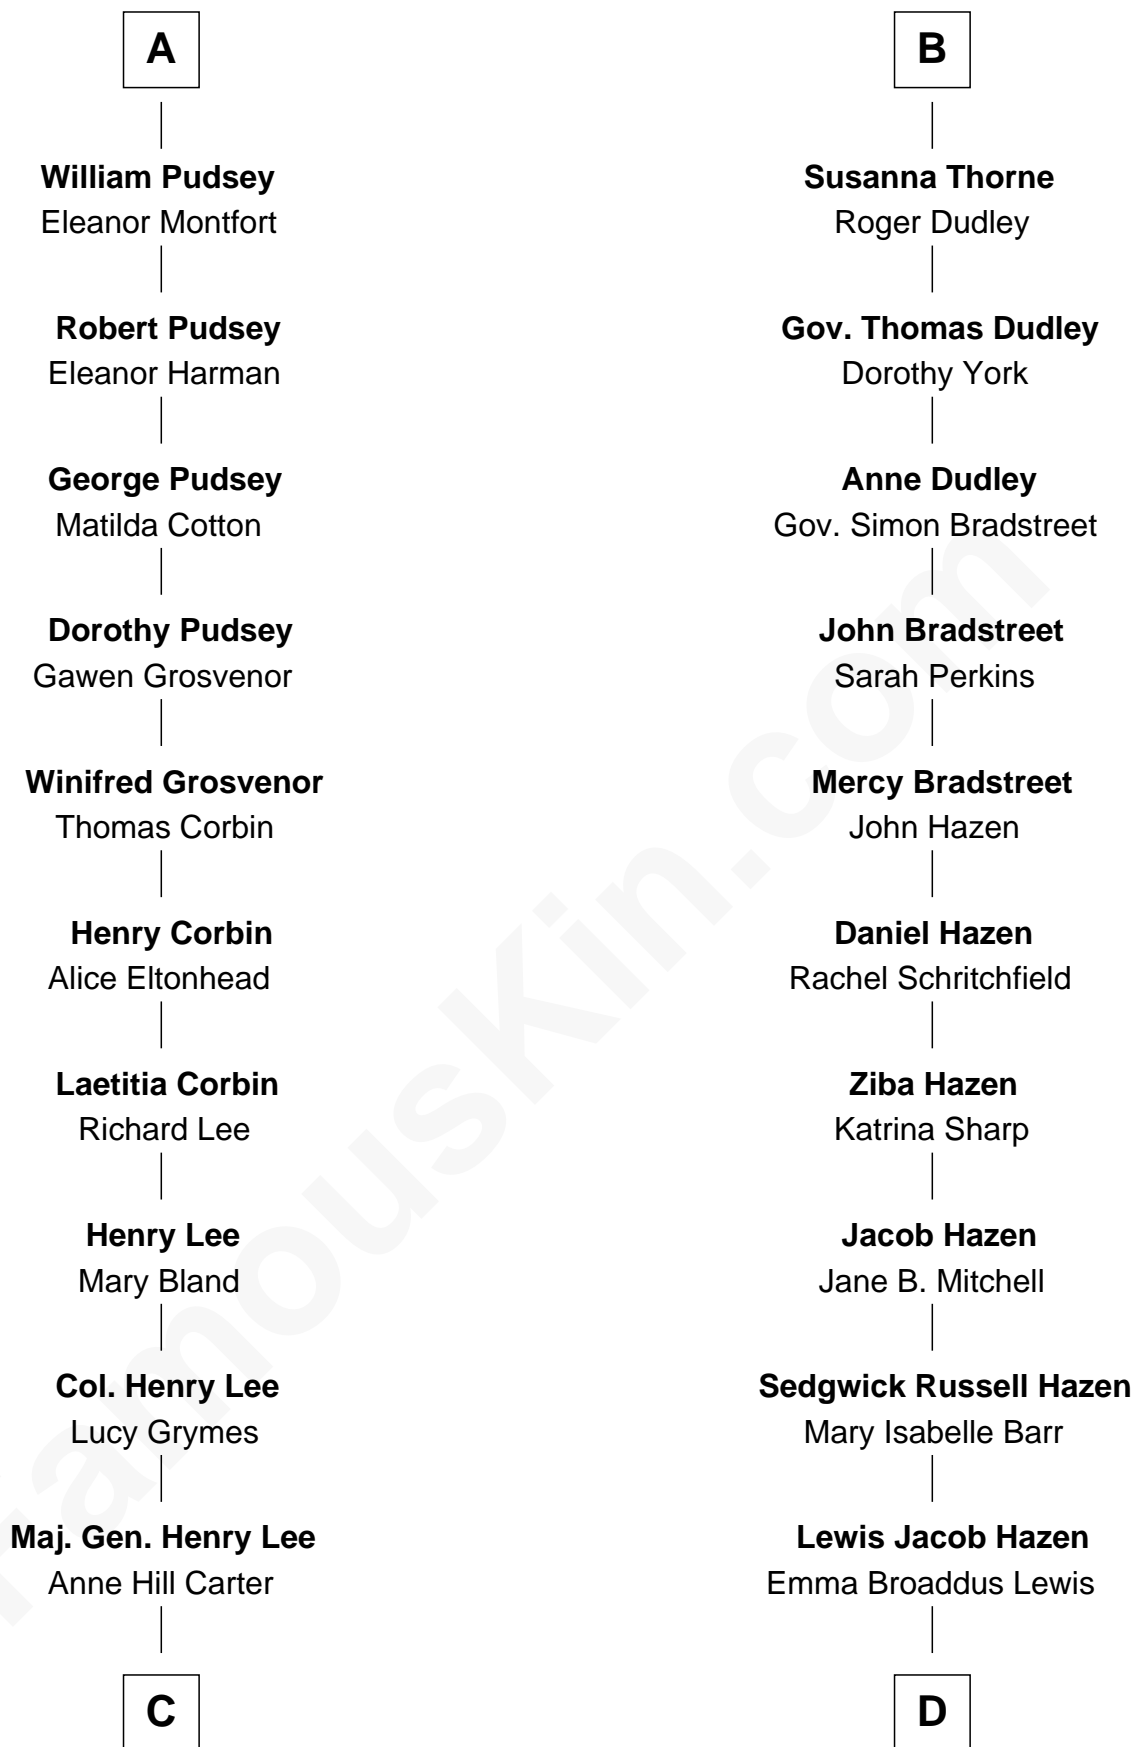 A
William Pudsey
Eleanor Montfort
Robert Pudsey
Eleanor Harman
George Pudsey
Matilda Cotton
Dorothy Pudsey
Gawen Grosvenor
Winifred Grosvenor
Thomas Corbin
Henry Corbin
Alice Eltonhead
Laetitia Corbin
Richard Lee
Henry Lee
Mary Bland
Col. Henry Lee
Lucy Grymes
Maj. Gen. Henry Lee
Anne Hill Carter
C
B
Susanna Thorne
Roger Dudley
Gov. Thomas Dudley
Dorothy York
Anne Dudley
Gov. Simon Bradstreet
John Bradstreet
Sarah Perkins
Mercy Bradstreet
John Hazen
Daniel Hazen
Rachel Schritchfield
Ziba Hazen
Katrina Sharp
Jacob Hazen
Jane B. Mitchell
Sedgwick Russell Hazen
Mary Isabelle Barr
Lewis Jacob Hazen
Emma Broaddus Lewis
D
FamousKin.com